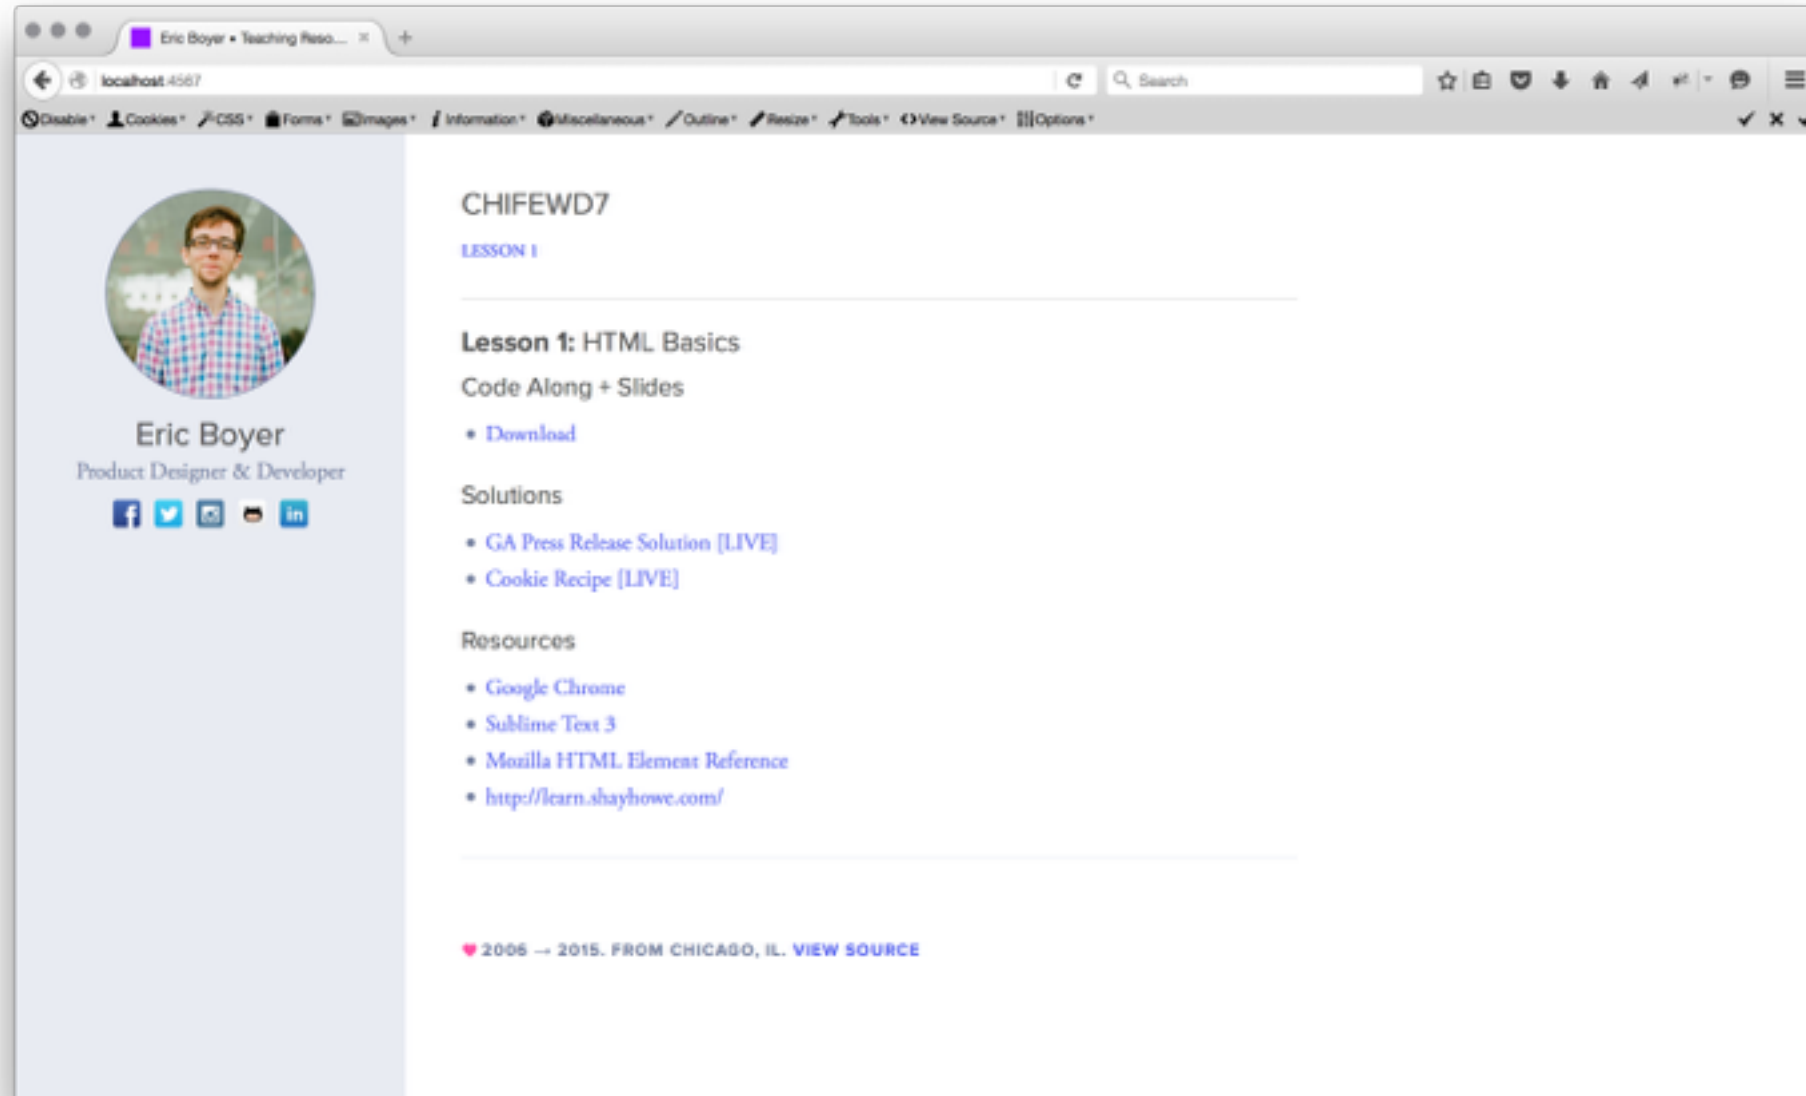 Eric Boyer • Teaching Reso...
localhost:4567
Search
Disable Cookies CSS Forms Images Information Miscellaneous Outline Resize Tools View Source Options
Eric Boyer
Product Designer & Developer
CHIFEWD7
LESSON 1
Lesson 1: HTML Basics
Code Along + Slides
• Download
Solutions
• GA Press Release Solution [LIVE]
• Cookie Recipe [LIVE]
Resources
• Google Chrome
• Sublime Text 3
• Mozilla HTML Element Reference
• http://learn.shayhowe.com/
2006 → 2015. FROM CHICAGO, IL. VIEW SOURCE